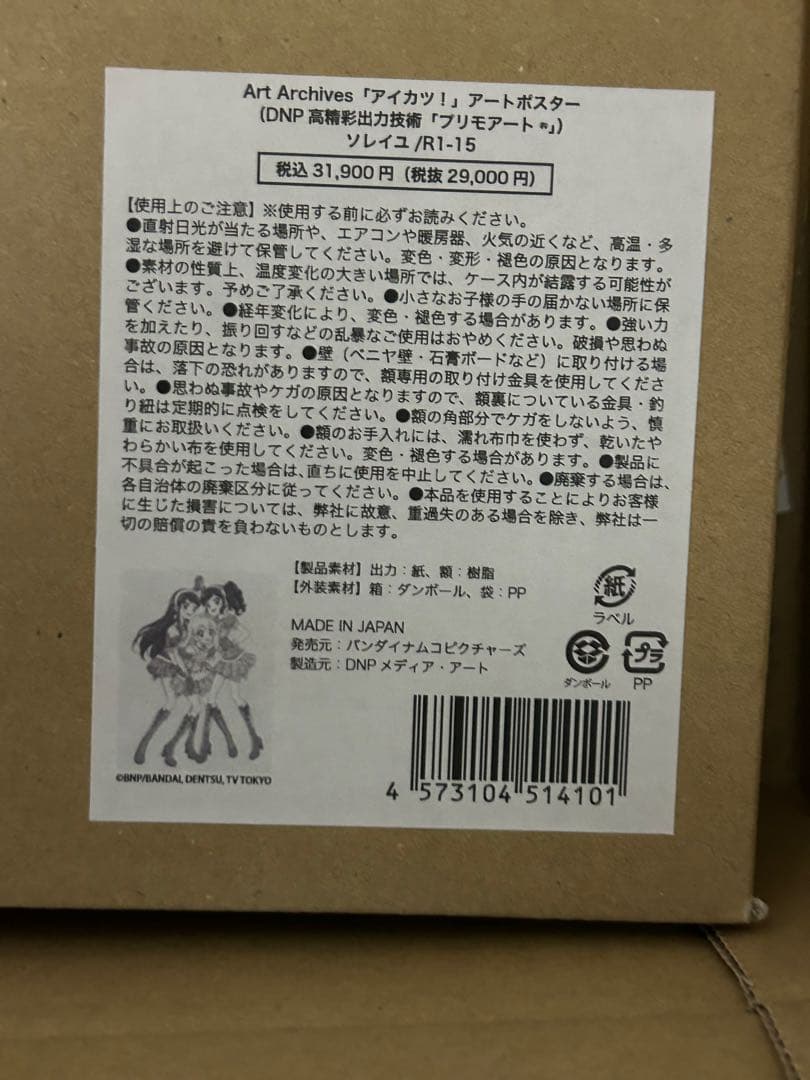 Art Archives「アイカツ！」アートポスター
（DNP 高精彩出力技術「プリモアート®」）
ソレイユ /R1-15
税込 31,900 円（税抜 29,000 円）
【使用上のご注意】※使用する前に必ずお読みください。
●直射日光が当たる場所や、エアコンや暖房器、火気の近くなど、高温・多
湿な場所を避けて保管してください。変色・変形・褪色の原因となります。
●素材の性質上、温度変化の大きい場所では、ケース内が結露する可能性が
ございます。予めご了承ください。●小さなお子様の手の届かない場所に保
管ください。●経年変化により、変色・褪色する場合があります。●強い力
を加えたり、振り回すなどの乱暴なご使用はおやめください。破損や思わぬ
事故の原因となります。●壁（ベニヤ壁・石膏ボードなど）に取り付ける場
合は、落下の恐れがありますので、額専用の取り付け金具を使用してくださ
い。●思わぬ事故やケガの原因となりますので、額裏についている金具・釣
り紐は定期的に点検をしてください。●額の角部分でケガをしないよう、慎
重にお取扱いください。●額のお手入れには、濡れ布巾を使わず、乾いたや
わらかい布を使用してください。変色・褪色する場合があります。●製品に
不具合が起こった場合は、直ちに使用を中止してください。●廃棄する場合は、
各自治体の廃棄区分に従ってください。●本品を使用することによりお客様
に生じた損害については、弊社に故意、重過失のある場合を除き、弊社は一
切の賠償の責を負わないものとします。
【製品素材】出力：紙、額：樹脂
【外装素材】箱：ダンボール、袋：PP
MADE IN JAPAN
発売元：バンダイナムコピクチャーズ
製造元：DNP メディア・アート
紙
ラベル
ダンボール
プラ
PP
©BNP/BANDAI, DENTSU, TV TOKYO
4 573104 514101